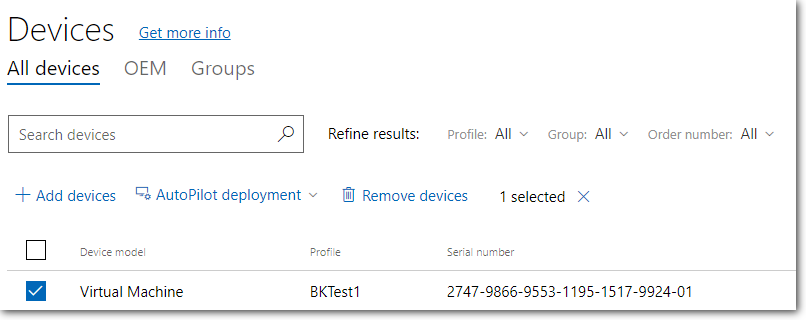 Devices Get more info
All devices OEM Groups
Search devices Refine results: Profile: All Group: All Order number: All
Add devices AutoPilot deployment Remove devices 1 selected
Device model Profile Serial number
Virtual Machine BKTest1 2747-9866-9553-1195-1517-9924-01